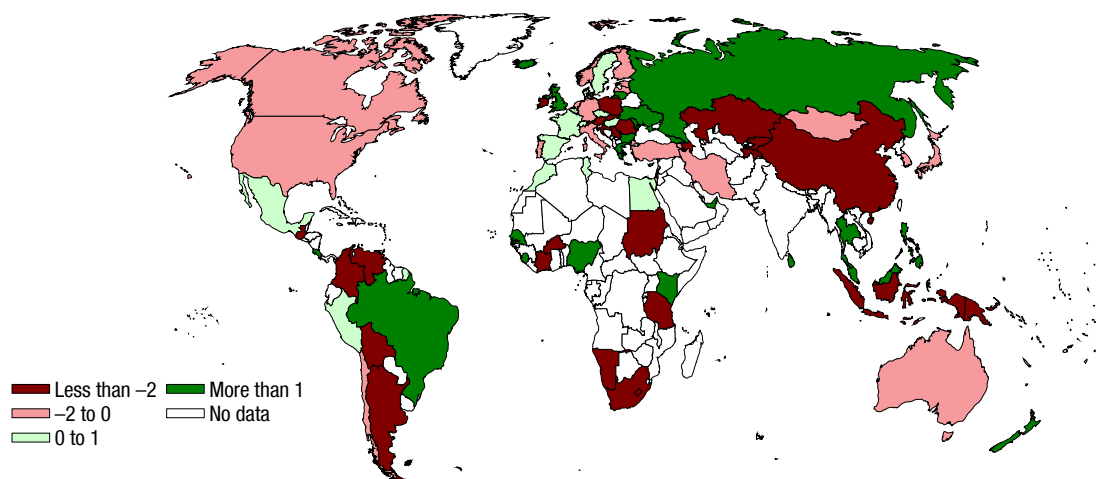 Less than −2
−2 to 0
0 to 1
More than 1
No data